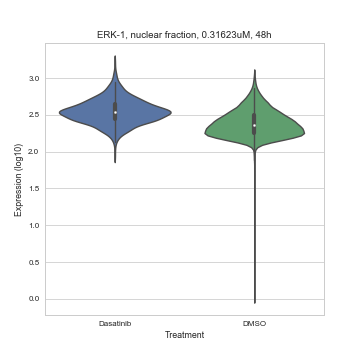 ERK-1, nuclear fraction, 0.31623uM, 48h
3.0
2.5
2.0
1.5
1.0
0.5
0.0
Expression (log10)
Dasatinib DMSO
Treatment